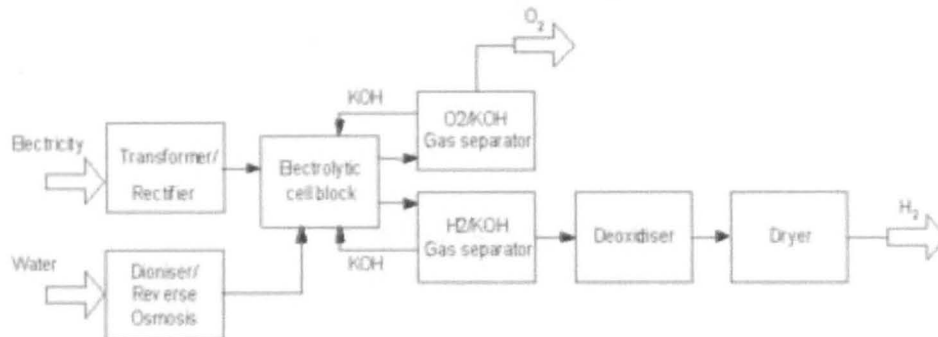 O2
KOH
O2/KOH
Gas separator
Electricity
Transformer/
Rectifier
Electrolytic
cell block
H2/KOH
Gas separator
Deoxidiser
Dryer
H2
KOH
Water
Dioniser/
Reverse
Osmosis